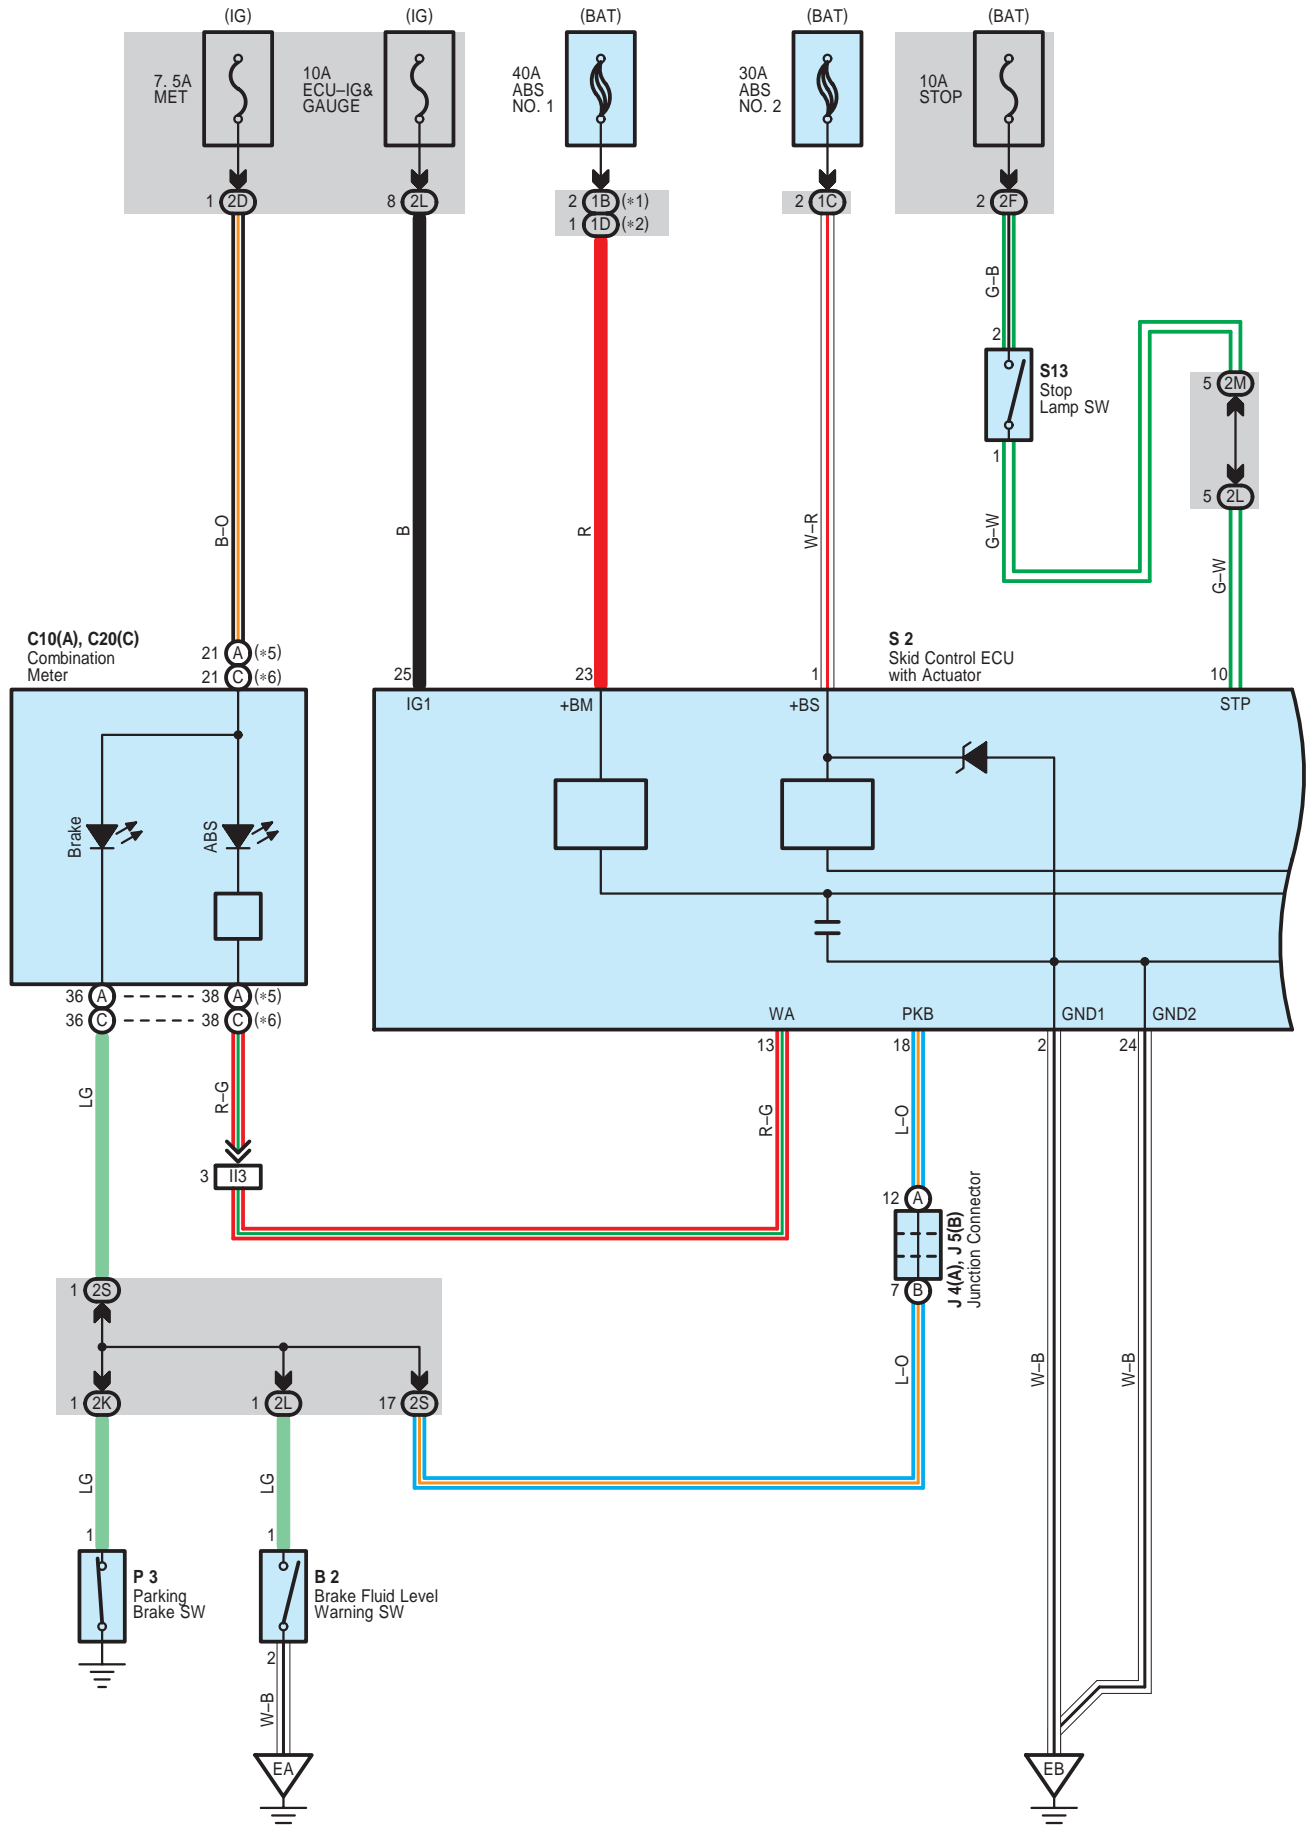 (IG)
(IG)
(BAT)
(BAT)
(BAT)
7. 5A
MET
10A
ECU–IG&
GAUGE
40A
ABS
NO. 1
30A
ABS
NO. 2
10A
STOP
1 2D
8 2L
2 1B (*1)
1 1D (*2)
2 1C
2 2F
G–B
2
S13
Stop
Lamp SW
1
5 2M
5 2L
B–O
B
R
W–R
G–W
G–W
C10(A), C20(C)
Combination
Meter
21 A (*5)
21 C (*6)
S 2
Skid Control ECU
with Actuator
25
23
1
10
IG1
+BM
+BS
STP
Brake
ABS
36 A
38 A (*5)
36 C
38 C (*6)
WA
PKB
GND1
GND2
13
18
2
24
LG
R–G
R–G
L–O
3 II3
12 A
J 4(A), J 5(B)
Junction Connector
7 B
1 2S
L–O
W–B
W–B
1 2K
1 2L
17 2S
LG
LG
1
1
P 3
Parking
Brake SW
B 2
Brake Fluid Level
Warning SW
2
W–B
EA
EB